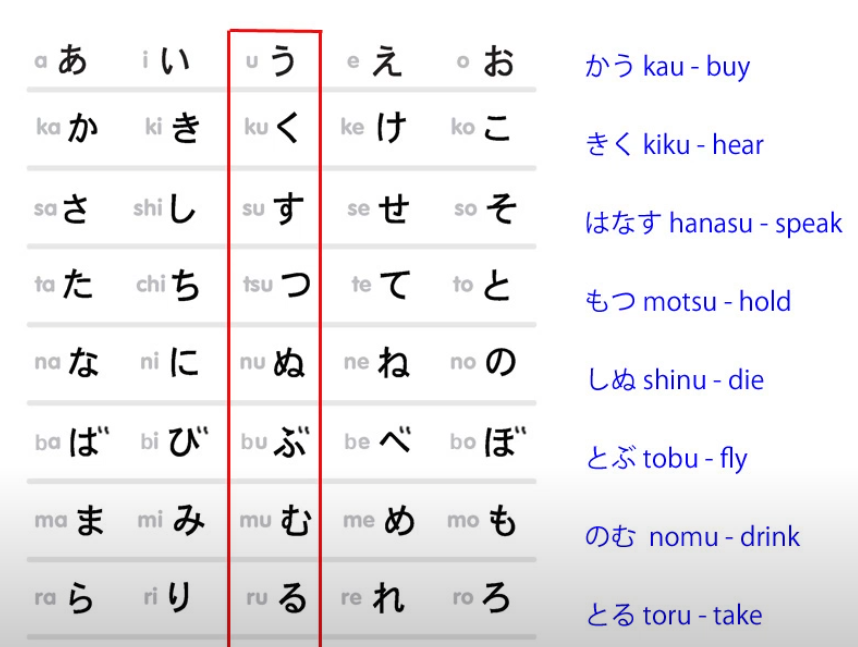 a あ i い u う e え o お かう kau - buy
ka か ki き ku く ke け ko こ きく kiku - hear
sa さ shi し su す se せ so そ はなす hanasu - speak
ta た chi ち tsu つ te て to と もつ motsu - hold
na な ni に nu ぬ ne ね no の しぬ shinu - die
ba ば bi び bu ぶ be べ bo ぼ とぶ tobu - fly
ma ま mi み mu む me め mo も のむ nomu - drink
ra ら ri り ru る re れ ro ろ とる toru - take